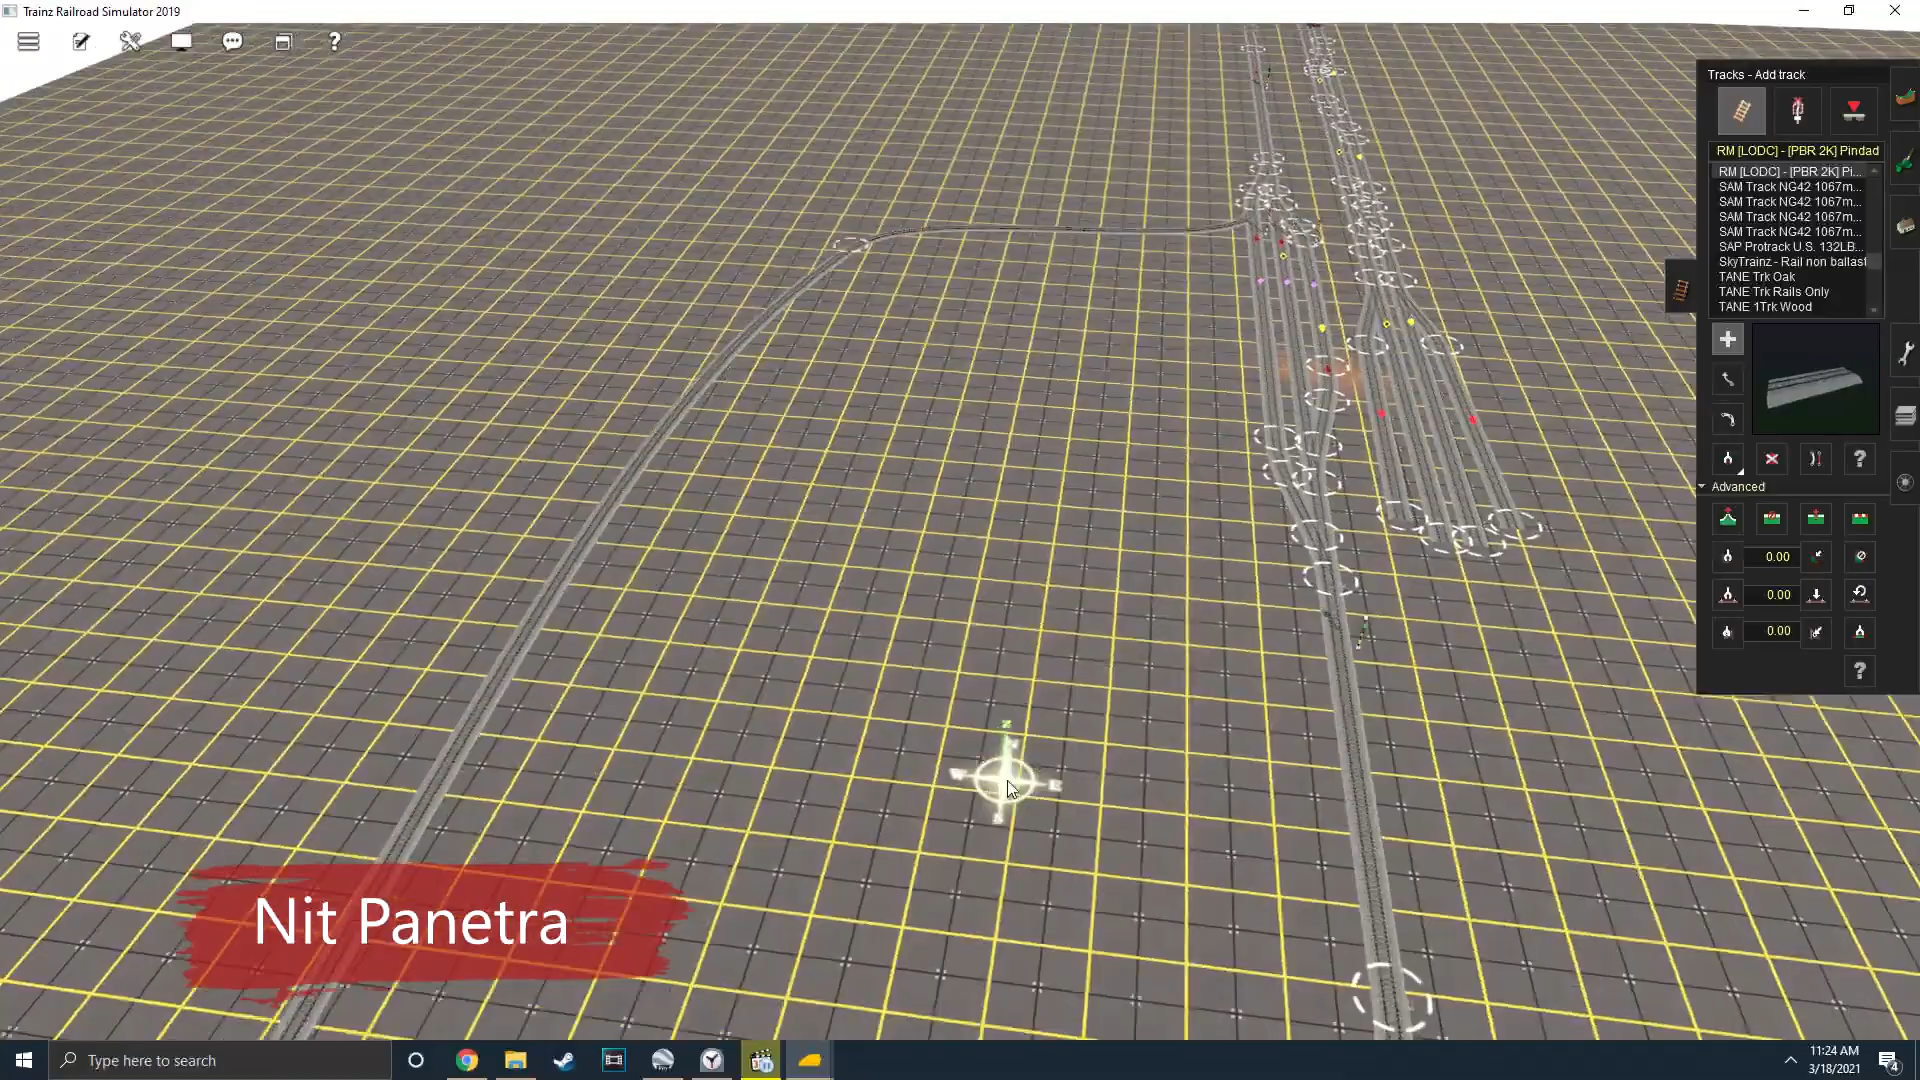 Trainz Railroad Simulator 2019
Tracks - Add track
RM [LODC] - [PBR 2K] Pindad
RM [LODC] - [PBR 2K] Pi...
SAM Track NG42 1067m...
SAM Track NG42 1067m...
SAM Track NG42 1067m...
SAM Track NG42 1067m...
SAP Protrack U.S. 132LB...
SkyTrainz - Rail non ballast
TANE Trk Oak
TANE Trk Rails Only
TANE 1Trk Wood
Advanced
0.00
0.00
0.00
N
W
E
Nit Panetra
Type here to search
11:24 AM
3/18/2021
4